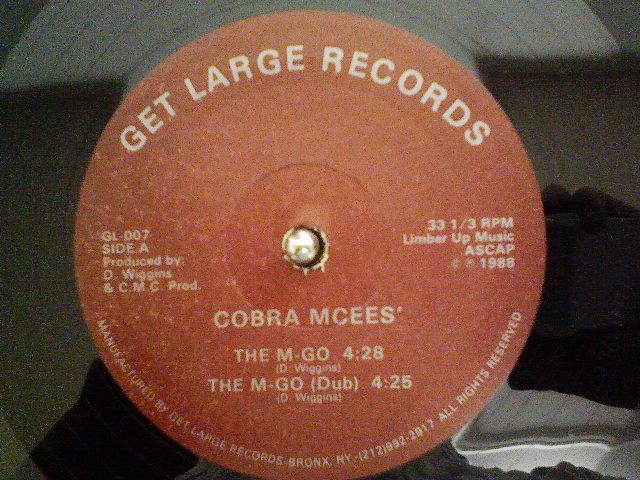 GET LARGE RECORDS
GL-007
SIDE A
Produced by:
D. Wiggins
& C.M.C. Prod.
33 1/3 RPM
Limber Up Music
ASCAP
© ℗ 1988
COBRA MCEES'
THE M-GO 4:28
(D. Wiggins)
THE M-GO (Dub) 4:25
(D. Wiggins)
MANUFACTURED BY GET LARGE RECORDS-BRONX, NY.-(212)992-2917 ALL RIGHTS RESERVED